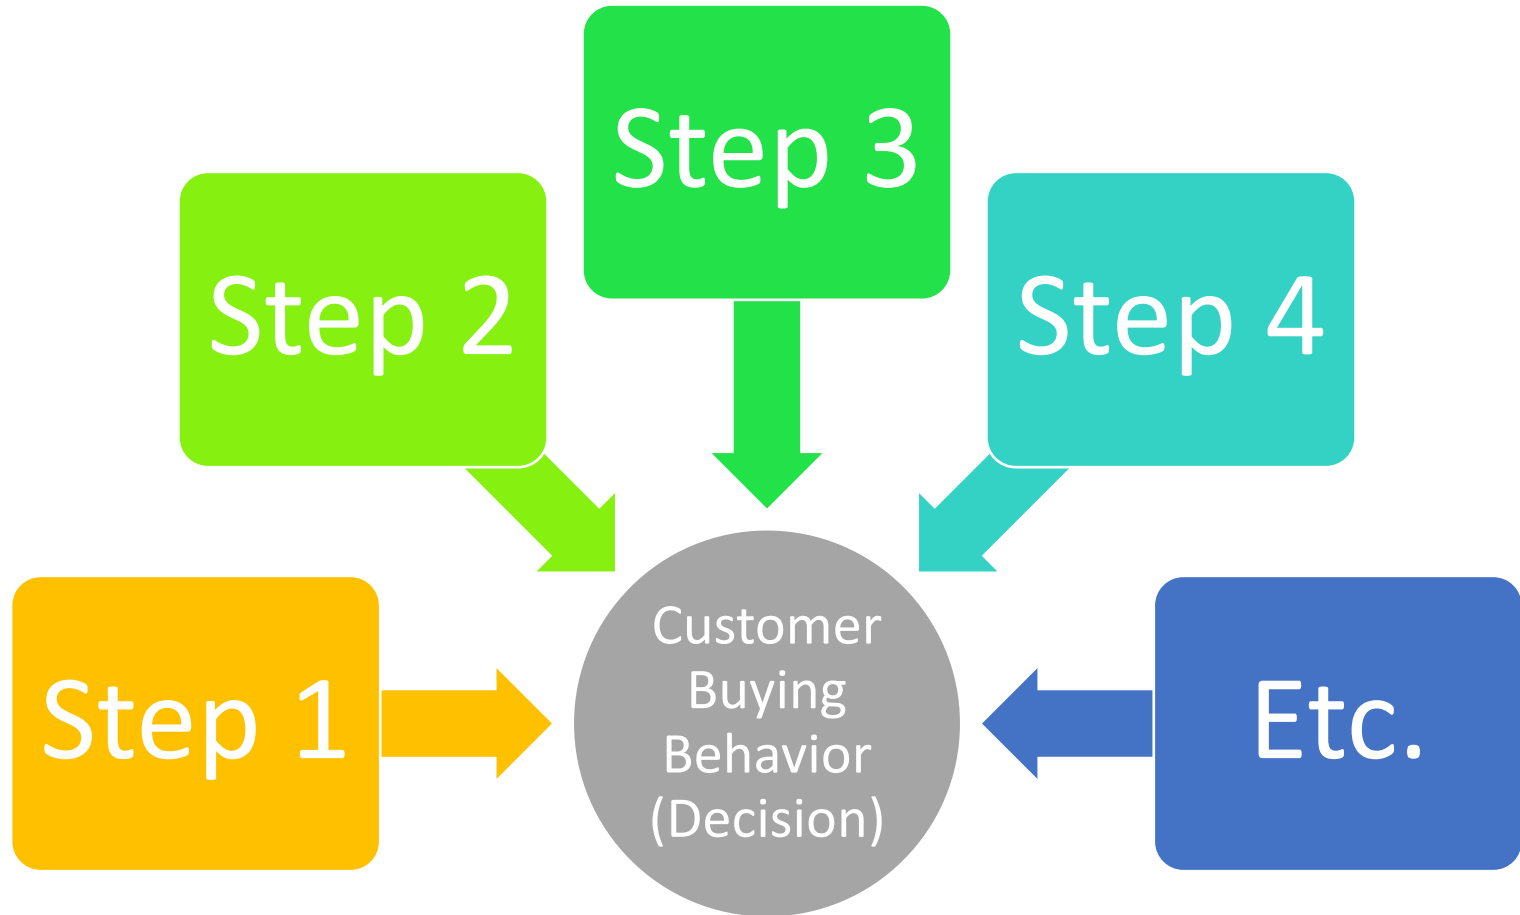 Step 1
Step 2
Step 3
Step 4
Etc.
Customer
Buying
Behavior
(Decision)